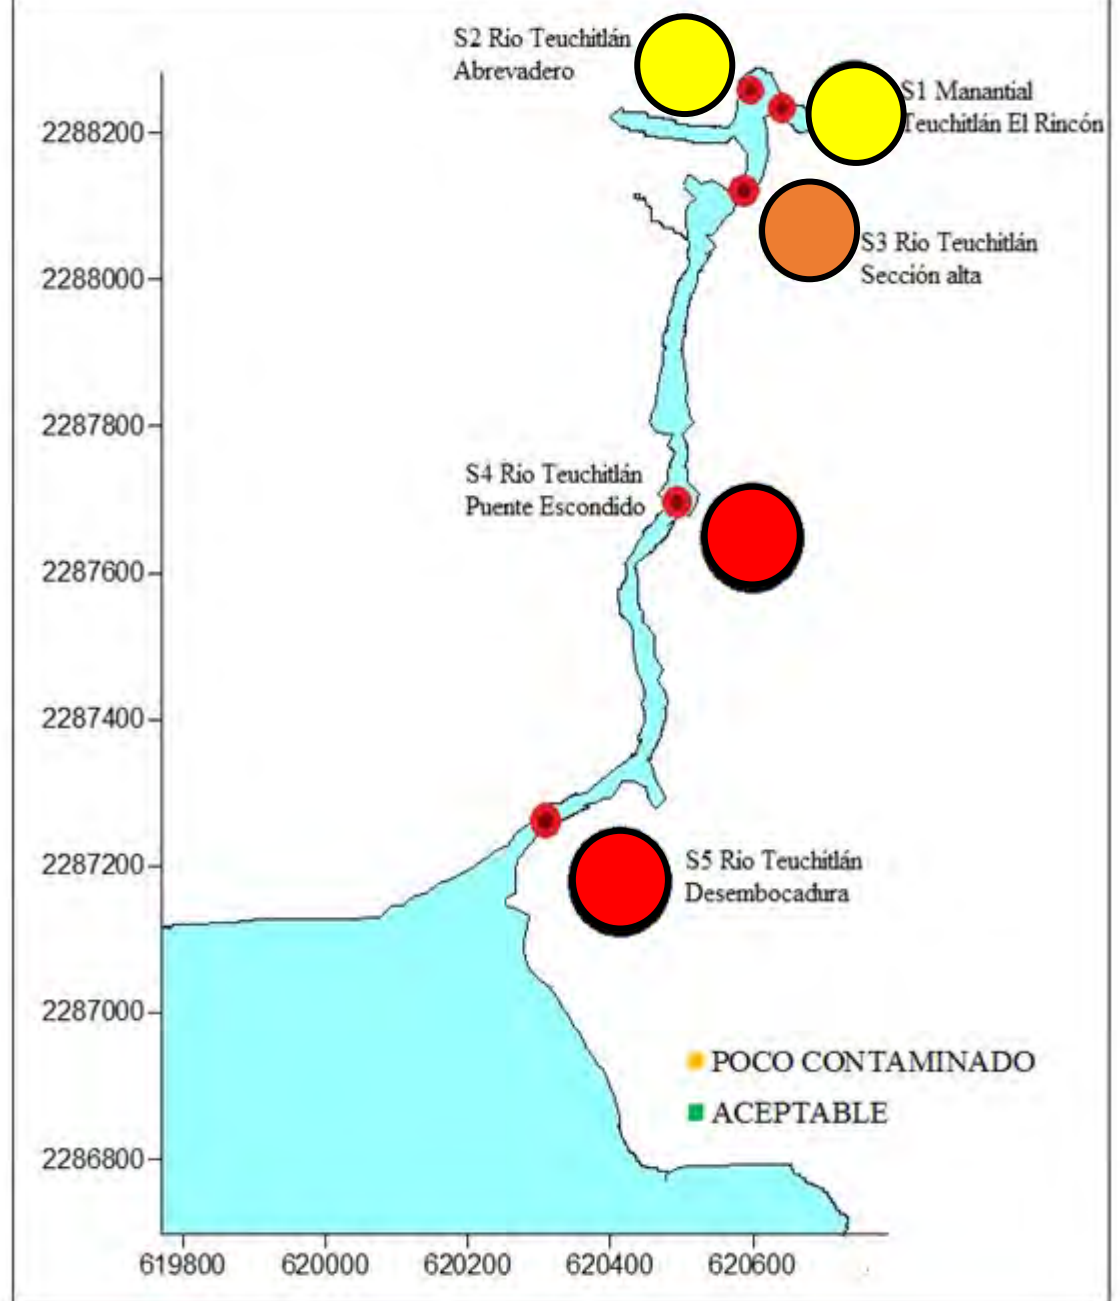 S2 Rio Teuchitlán
Abrevadero
S1 Manantial
Teuchitlán El Rincón
2288200
S3 Rio Teuchitlán
Sección alta
2288000
2287800
S4 Rio Teuchitlán
Puente Escondido
2287600
2287400
S5 Rio Teuchitlán
Desembocadura
2287200
2287000
POCO CONTAMINADO
ACEPTABLE
2286800
619800 620000 620200 620400 620600